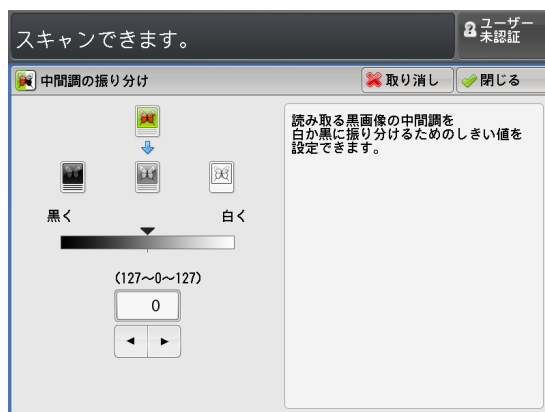 スキャンできます。
ユーザー
未認証
中間調の振り分け
取り消し
閉じる
読み取る黒画像の中間調を
白か黒に振り分けるためのしきい値を
設定できます。
黒く
白く
(127～0～127)
0